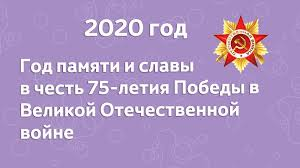 2020 год
Год памяти и славы
в честь 75-летия Победы в
Великой Отечественной
войне